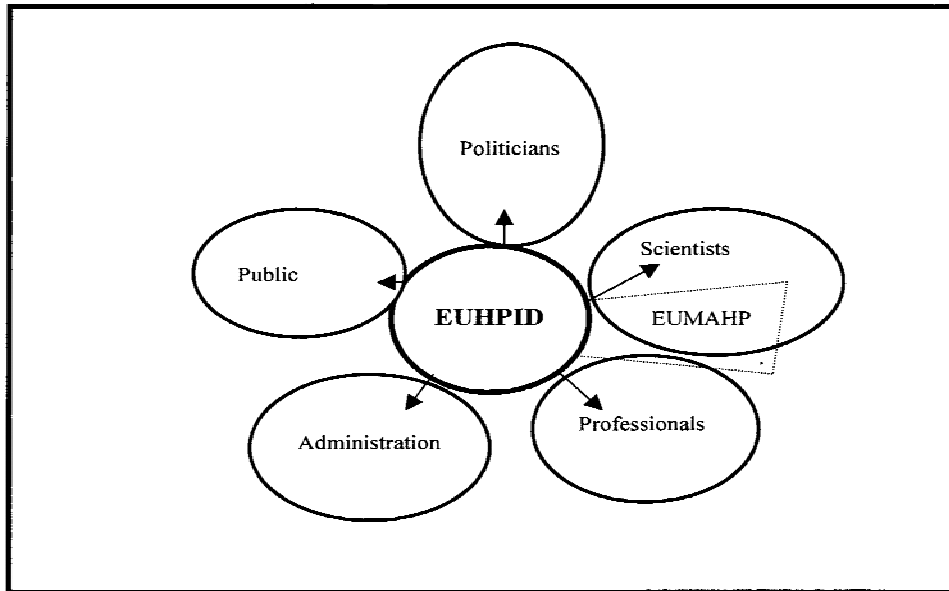 Politicians
Scientists
Public
EUHPID
EUMAHP
Professionals
Administration